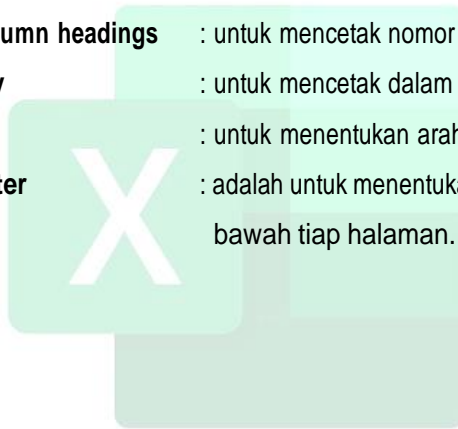 umn headings : untuk mencetak nomor
: untuk mencetak dalam
: untuk menentukan arah
ter : adalah untuk menentuka
bawah tiap halaman.
X